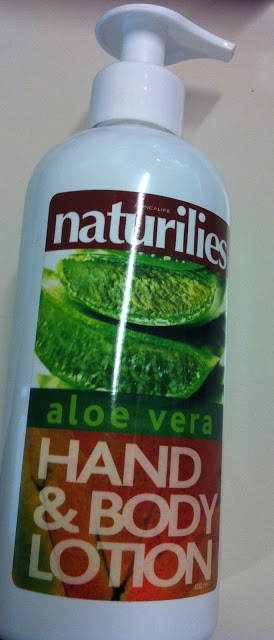 naturilies
aloe vera
HAND
& BODY
LOTION